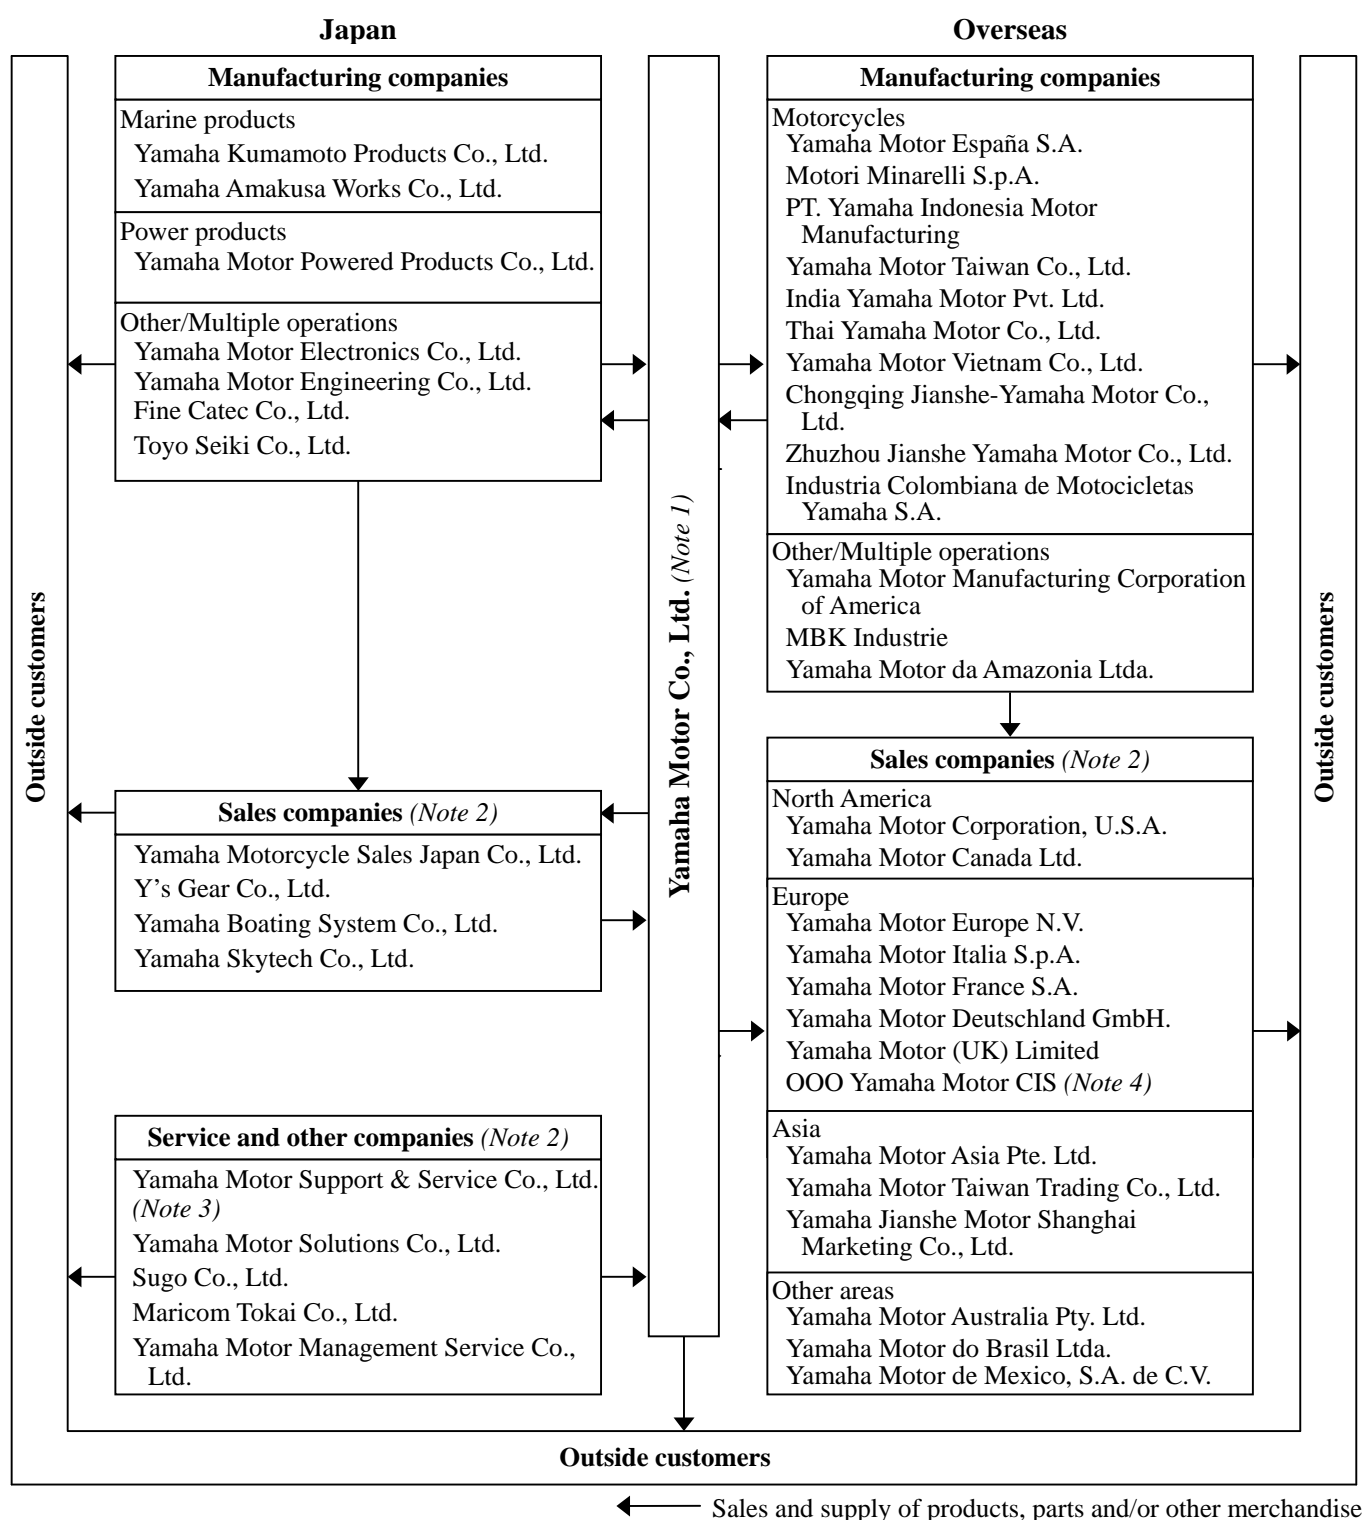 Japan
Overseas
Outside customers
Manufacturing companies
Marine products
Yamaha Kumamoto Products Co., Ltd.
Yamaha Amakusa Works Co., Ltd.
Power products
Yamaha Motor Powered Products Co., Ltd.
Other/Multiple operations
Yamaha Motor Electronics Co., Ltd.
Yamaha Motor Engineering Co., Ltd.
Fine Catec Co., Ltd.
Toyo Seiki Co., Ltd.
Sales companies (Note 2)
Yamaha Motorcycle Sales Japan Co., Ltd.
Y’s Gear Co., Ltd.
Yamaha Boating System Co., Ltd.
Yamaha Skytech Co., Ltd.
Service and other companies (Note 2)
Yamaha Motor Support & Service Co., Ltd.
(Note 3)
Yamaha Motor Solutions Co., Ltd.
Sugo Co., Ltd.
Maricom Tokai Co., Ltd.
Yamaha Motor Management Service Co.,
Ltd.
Yamaha Motor Co., Ltd. (Note 1)
Manufacturing companies
Motorcycles
Yamaha Motor España S.A.
Motori Minarelli S.p.A.
PT. Yamaha Indonesia Motor
Manufacturing
Yamaha Motor Taiwan Co., Ltd.
India Yamaha Motor Pvt. Ltd.
Thai Yamaha Motor Co., Ltd.
Yamaha Motor Vietnam Co., Ltd.
Chongqing Jianshe-Yamaha Motor Co.,
Ltd.
Zhuzhou Jianshe Yamaha Motor Co., Ltd.
Industria Colombiana de Motocicletas
Yamaha S.A.
Other/Multiple operations
Yamaha Motor Manufacturing Corporation
of America
MBK Industrie
Yamaha Motor da Amazonia Ltda.
Sales companies (Note 2)
North America
Yamaha Motor Corporation, U.S.A.
Yamaha Motor Canada Ltd.
Europe
Yamaha Motor Europe N.V.
Yamaha Motor Italia S.p.A.
Yamaha Motor France S.A.
Yamaha Motor Deutschland GmbH.
Yamaha Motor (UK) Limited
OOO Yamaha Motor CIS (Note 4)
Asia
Yamaha Motor Asia Pte. Ltd.
Yamaha Motor Taiwan Trading Co., Ltd.
Yamaha Jianshe Motor Shanghai
Marketing Co., Ltd.
Other areas
Yamaha Motor Australia Pty. Ltd.
Yamaha Motor do Brasil Ltda.
Yamaha Motor de Mexico, S.A. de C.V.
Outside customers
Outside customers
Sales and supply of products, parts and/or other merchandise